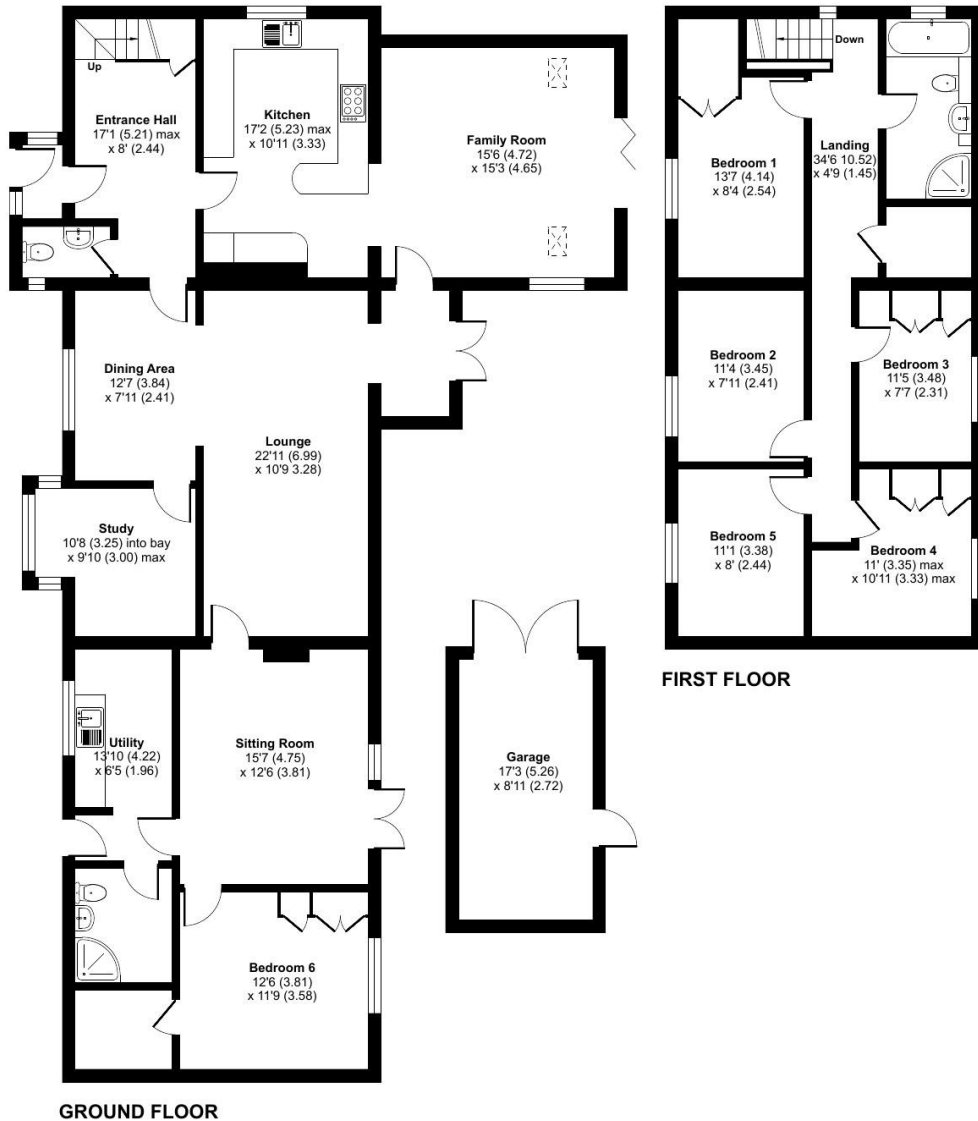 Up
Entrance Hall
17'1 (5.21) max
x 8' (2.44)
Kitchen
17'2 (5.23) max
x 10'11 (3.33)
Family Room
15'6 (4.72)
x 15'3 (4.65)
Dining Area
12'7 (3.84)
x 7'11 (2.41)
Lounge
22'11 (6.99)
x 10'9 3.28)
Study
10'8 (3.25) into bay
x 9'10 (3.00) max
Utility
13'10 (4.22)
x 6'5 (1.96)
Sitting Room
15'7 (4.75)
x 12'6 (3.81)
Garage
17'3 (5.26)
x 8'11 (2.72)
Bedroom 6
12'6 (3.81)
x 11'9 (3.58)
GROUND FLOOR
Down
Landing
34'6 10.52)
x 4'9 (1.45)
Bedroom 1
13'7 (4.14)
x 8'4 (2.54)
Bedroom 2
11'4 (3.45)
x 7'11 (2.41)
Bedroom 3
11'5 (3.48)
x 7'7 (2.31)
Bedroom 5
11'1 (3.38)
x 8' (2.44)
Bedroom 4
11' (3.35) max
x 10'11 (3.33) max
FIRST FLOOR